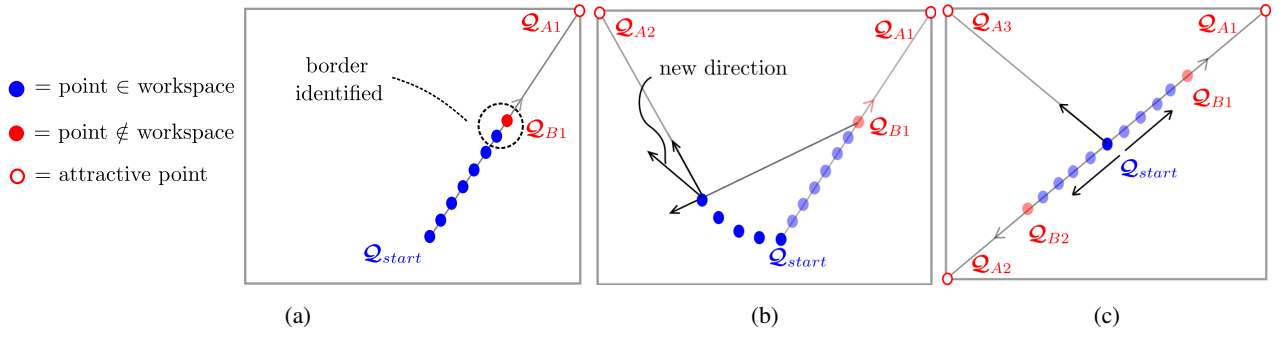 = point ∈ workspace
= point ∉ workspace
= attractive point
𝒬A1
border
identified
𝒬B1
𝒬start
(a)
𝒬A2
𝒬A1
new direction
𝒬B1
𝒬start
(b)
𝒬A3
𝒬A1
𝒬B1
𝒬start
𝒬B2
𝒬A2
(c)